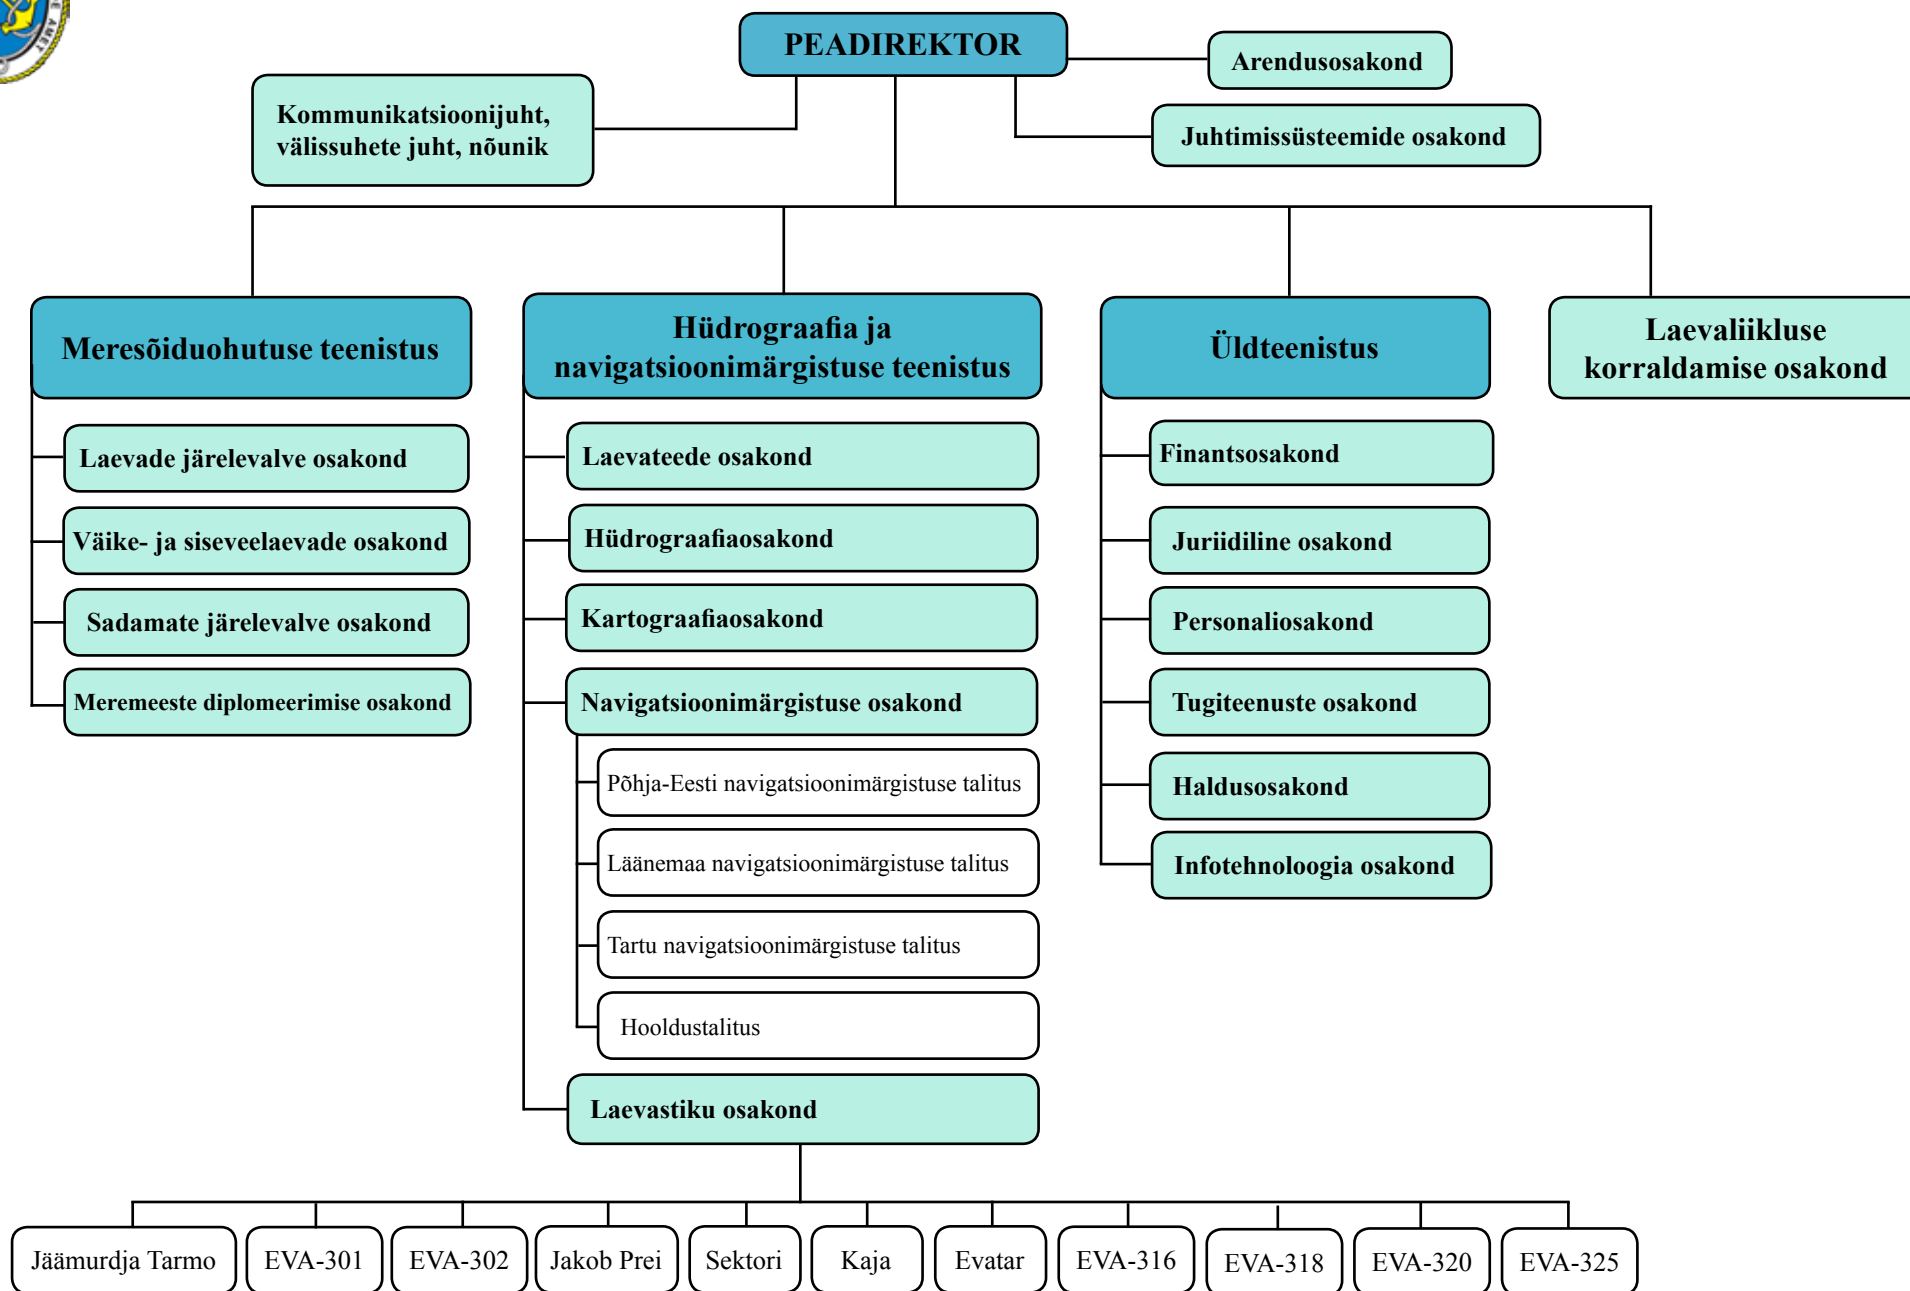 AMET
PEADIREKTOR
Arendusosakond
Kommunikatsioonijuht,
välissuhete juht, nõunik
Juhtimissüsteemide osakond
Meresõiduohutuse teenistus
Laevade järelevalve osakond
Väike- ja siseveelaevade osakond
Sadamate järelevalve osakond
Meremeeste diplomeerimise osakond
Hüdrograafia ja
navigatsioonimärgistuse teenistus
Laevateede osakond
Hüdrograafiaosakond
Kartograafiaosakond
Navigatsioonimärgistuse osakond
Põhja-Eesti navigatsioonimärgistuse talitus
Läänemaa navigatsioonimärgistuse talitus
Tartu navigatsioonimärgistuse talitus
Hooldustalitus
Laevastiku osakond
Üldteenistus
Finantsosakond
Juriidiline osakond
Personaliosakond
Tugiteenuste osakond
Haldusosakond
Infotehnoloogia osakond
Laevaliikluse
korraldamise osakond
Jäämurdja Tarmo
EVA-301
EVA-302
Jakob Prei
Sektori
Kaja
Evatar
EVA-316
EVA-318
EVA-320
EVA-325